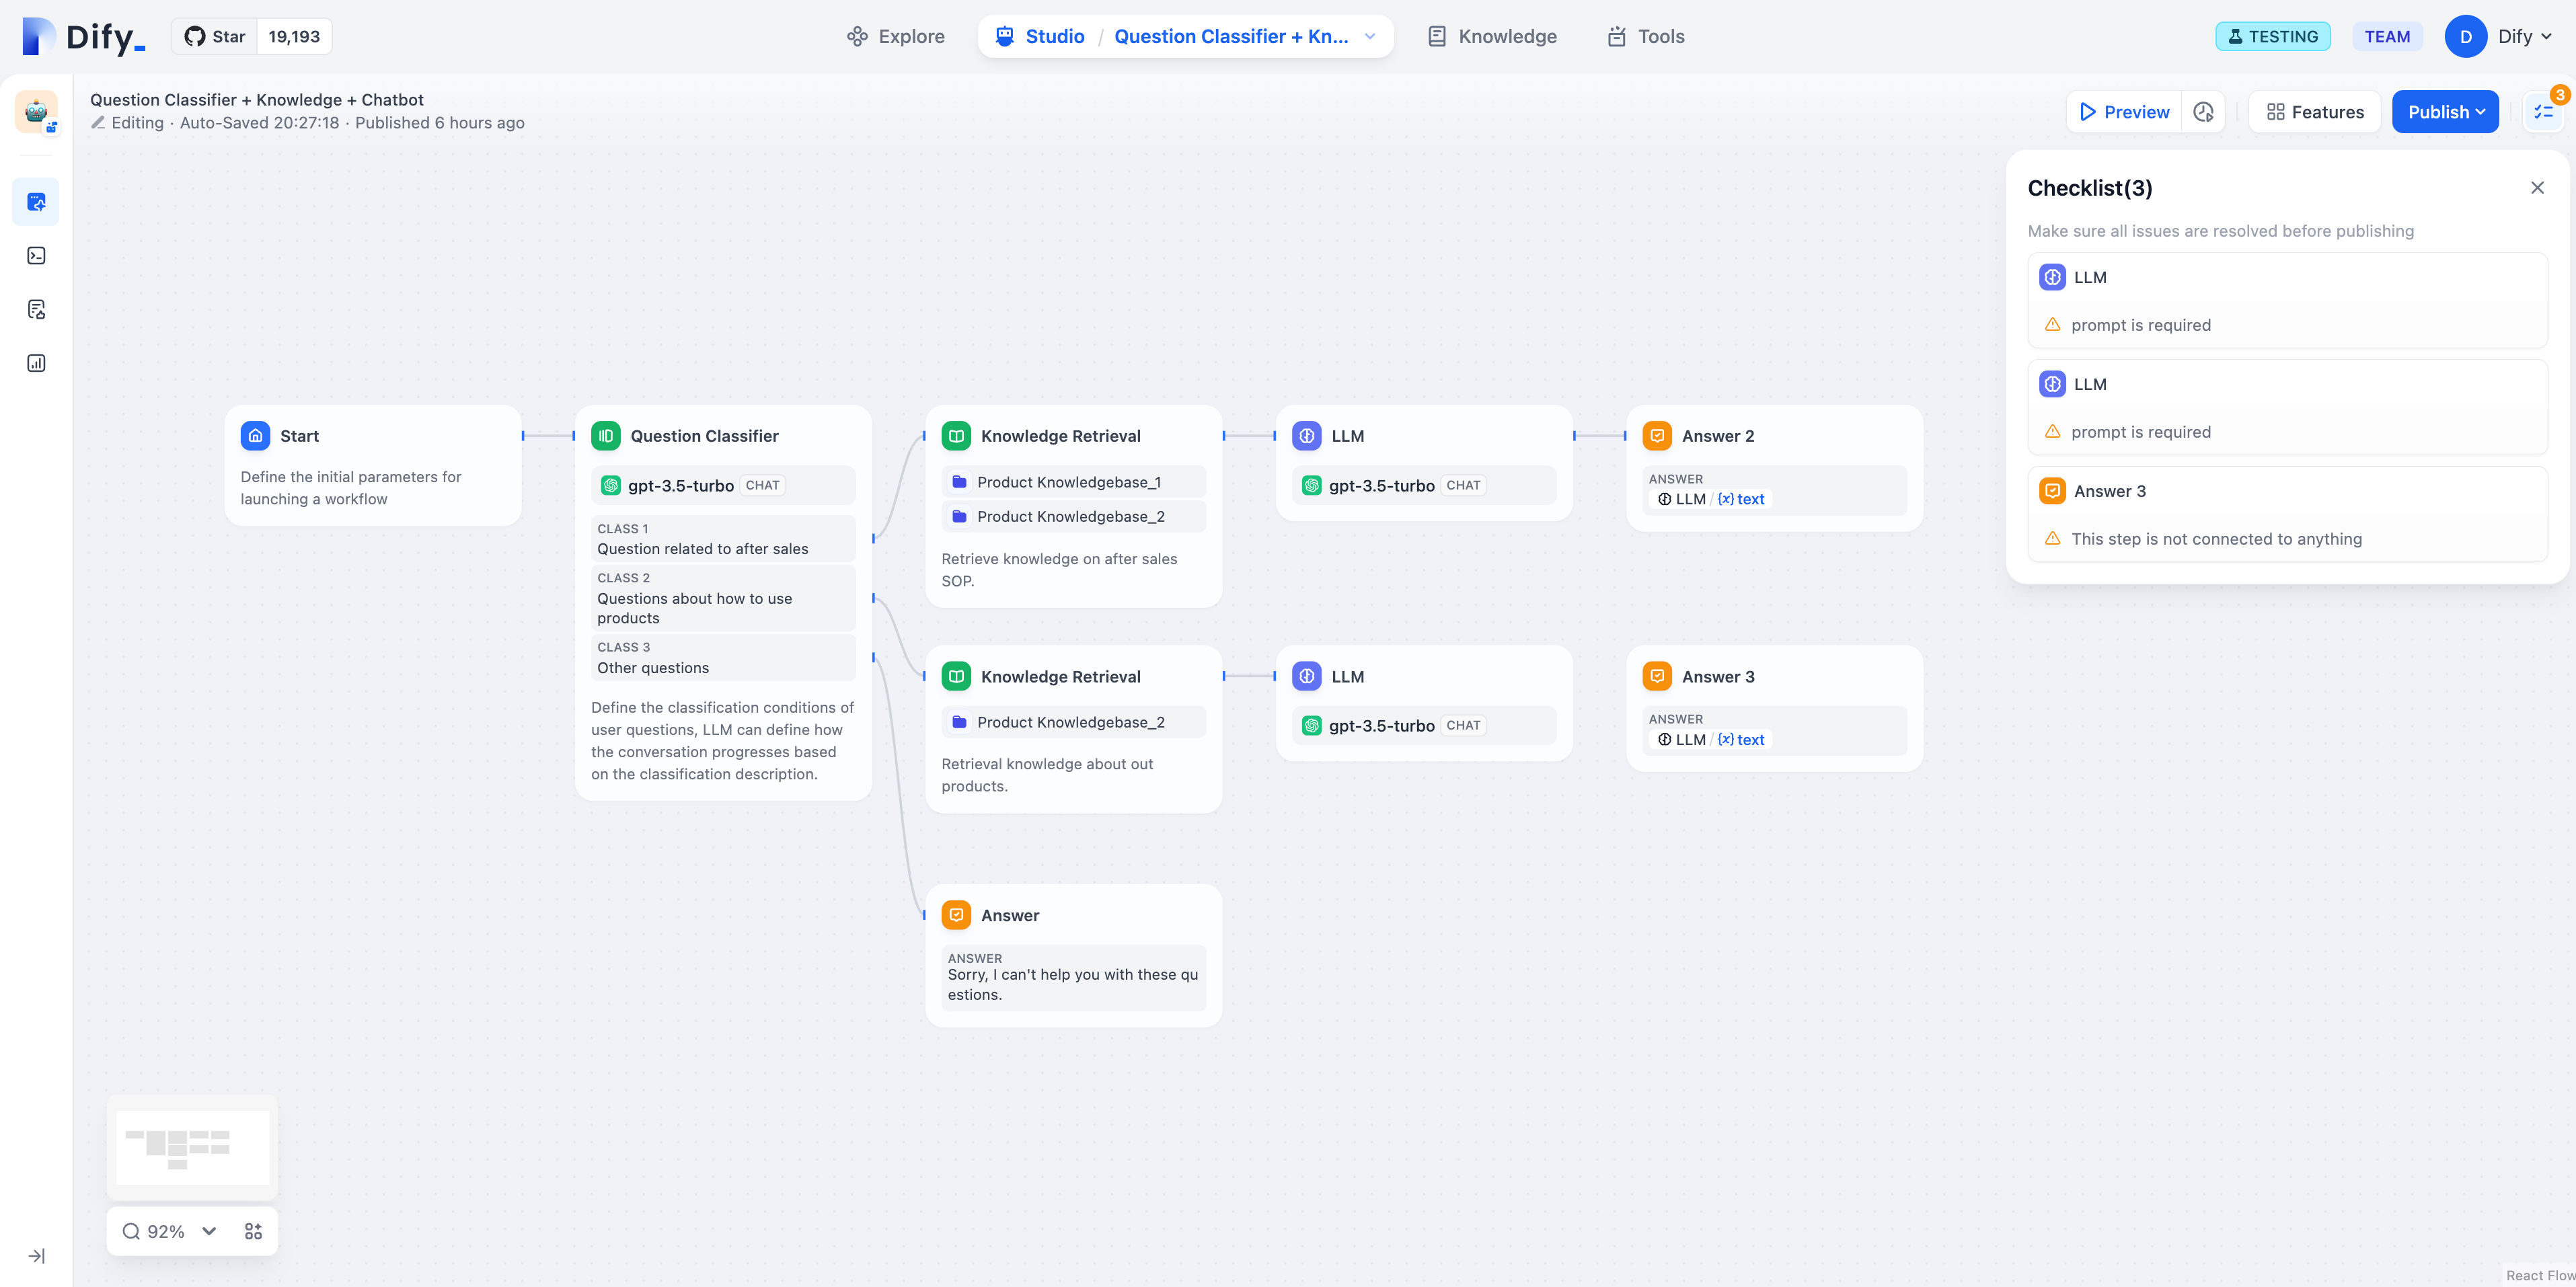 Dify_
Star 19,193
Explore
Studio / Question Classifier + Kn...
Knowledge
Tools
TESTING
TEAM
D Dify
Question Classifier + Knowledge + Chatbot
Editing · Auto-Saved 20:27:18 · Published 6 hours ago
Preview
Features
Publish
3
Checklist(3)
Make sure all issues are resolved before publishing
LLM
prompt is required
LLM
prompt is required
Answer 3
This step is not connected to anything
Start
Define the initial parameters for
launching a workflow
Question Classifier
gpt-3.5-turbo CHAT
CLASS 1
Question related to after sales
CLASS 2
Questions about how to use
products
CLASS 3
Other questions
Define the classification conditions of
user questions, LLM can define how
the conversation progresses based
on the classification description.
Knowledge Retrieval
Product Knowledgebase_1
Product Knowledgebase_2
Retrieve knowledge on after sales
SOP.
LLM
gpt-3.5-turbo CHAT
Answer 2
ANSWER
LLM / {x} text
Knowledge Retrieval
Product Knowledgebase_2
Retrieval knowledge about out
products.
LLM
gpt-3.5-turbo CHAT
Answer 3
ANSWER
LLM / {x} text
Answer
ANSWER
Sorry, I can't help you with these qu
estions.
92%
React Flow